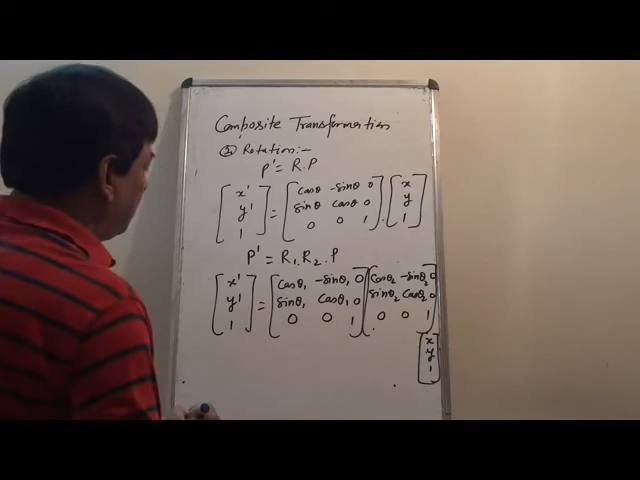 Composite Transformation
③ Rotation:-
P' = R.P
[x' y' 1] = [cosθ -sinθ 0 sinθ cosθ 0 0 0 1] . [x y 1]
P' = R₁.R₂.P
[x' y' 1] = [cosθ₁ -sinθ₁ 0 sinθ₁ cosθ₁ 0 0 0 1] [cosθ₂ -sinθ₂ 0 sinθ₂ cosθ₂ 0 0 0 1]
[x y 1]